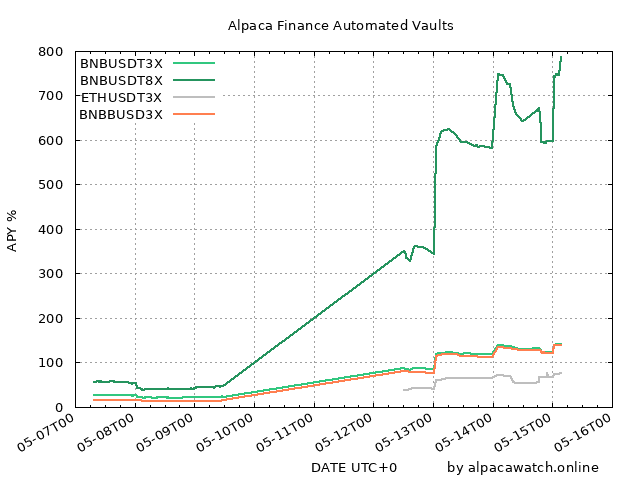 Alpaca Finance Automated Vaults
800
700
600
500
400
300
200
100
0
APY %
BNBUSDT3X
BNBUSDT8X
ETHUSDT3X
BNBBUSD3X
05-07T00
05-08T00
05-09T00
05-10T00
05-11T00
05-12T00
05-13T00
05-14T00
05-15T00
05-16T00
DATE UTC+0
by alpacawatch.online